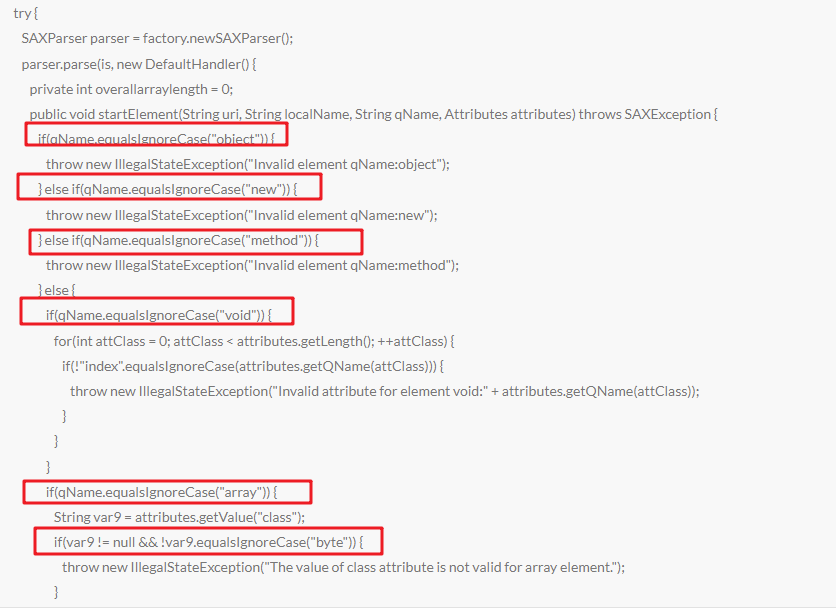 try {
SAXParser parser = factory.newSAXParser();
parser.parse(is, new DefaultHandler() {
private int overallarraylength = 0;
public void startElement(String uri, String localName, String qName, Attributes attributes) throws SAXException {
if(qName.equalsIgnoreCase("object")) {
throw new IllegalStateException("Invalid element qName:object");
} else if(qName.equalsIgnoreCase("new")) {
throw new IllegalStateException("Invalid element qName:new");
} else if(qName.equalsIgnoreCase("method")) {
throw new IllegalStateException("Invalid element qName:method");
} else {
if(qName.equalsIgnoreCase("void")) {
for(int attClass = 0; attClass < attributes.getLength(); ++attClass) {
if(!"index".equalsIgnoreCase(attributes.getQName(attClass))) {
throw new IllegalStateException("Invalid attribute for element void:" + attributes.getQName(attClass));
}
}
}
if(qName.equalsIgnoreCase("array")) {
String var9 = attributes.getValue("class");
if(var9 != null && !var9.equalsIgnoreCase("byte")) {
throw new IllegalStateException("The value of class attribute is not valid for array element.");
}